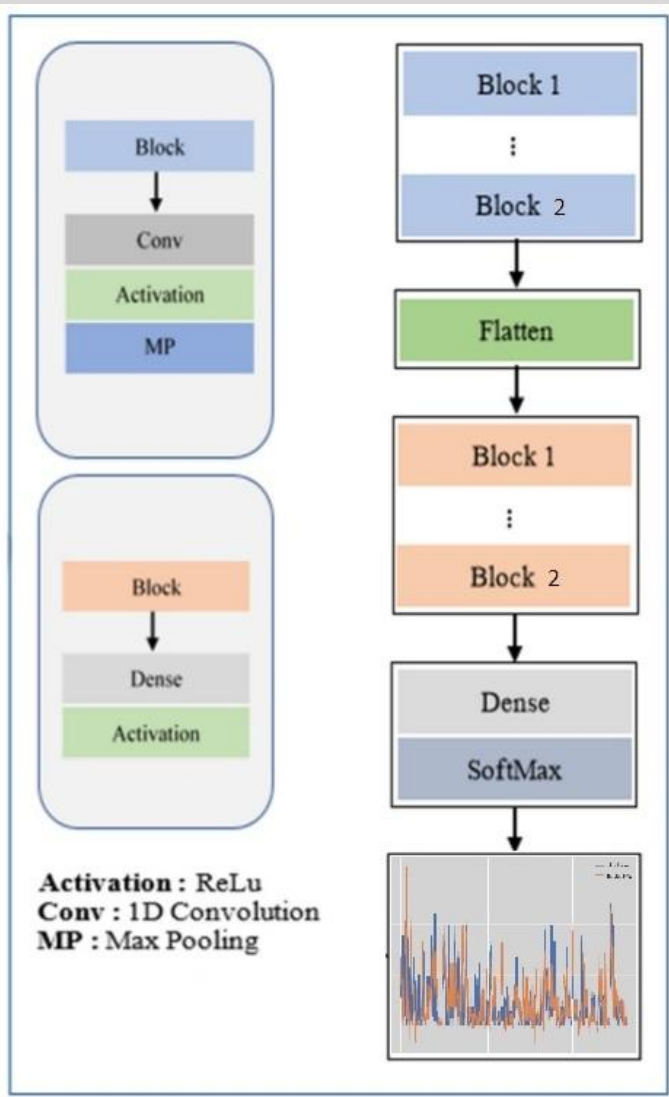 Block
Conv
Activation
MP
Block
Dense
Activation
Activation : ReLu
Conv : 1D Convolution
MP : Max Pooling
Block 1
⋮
Block 2
Flatten
Block 1
⋮
Block 2
Dense
SoftMax